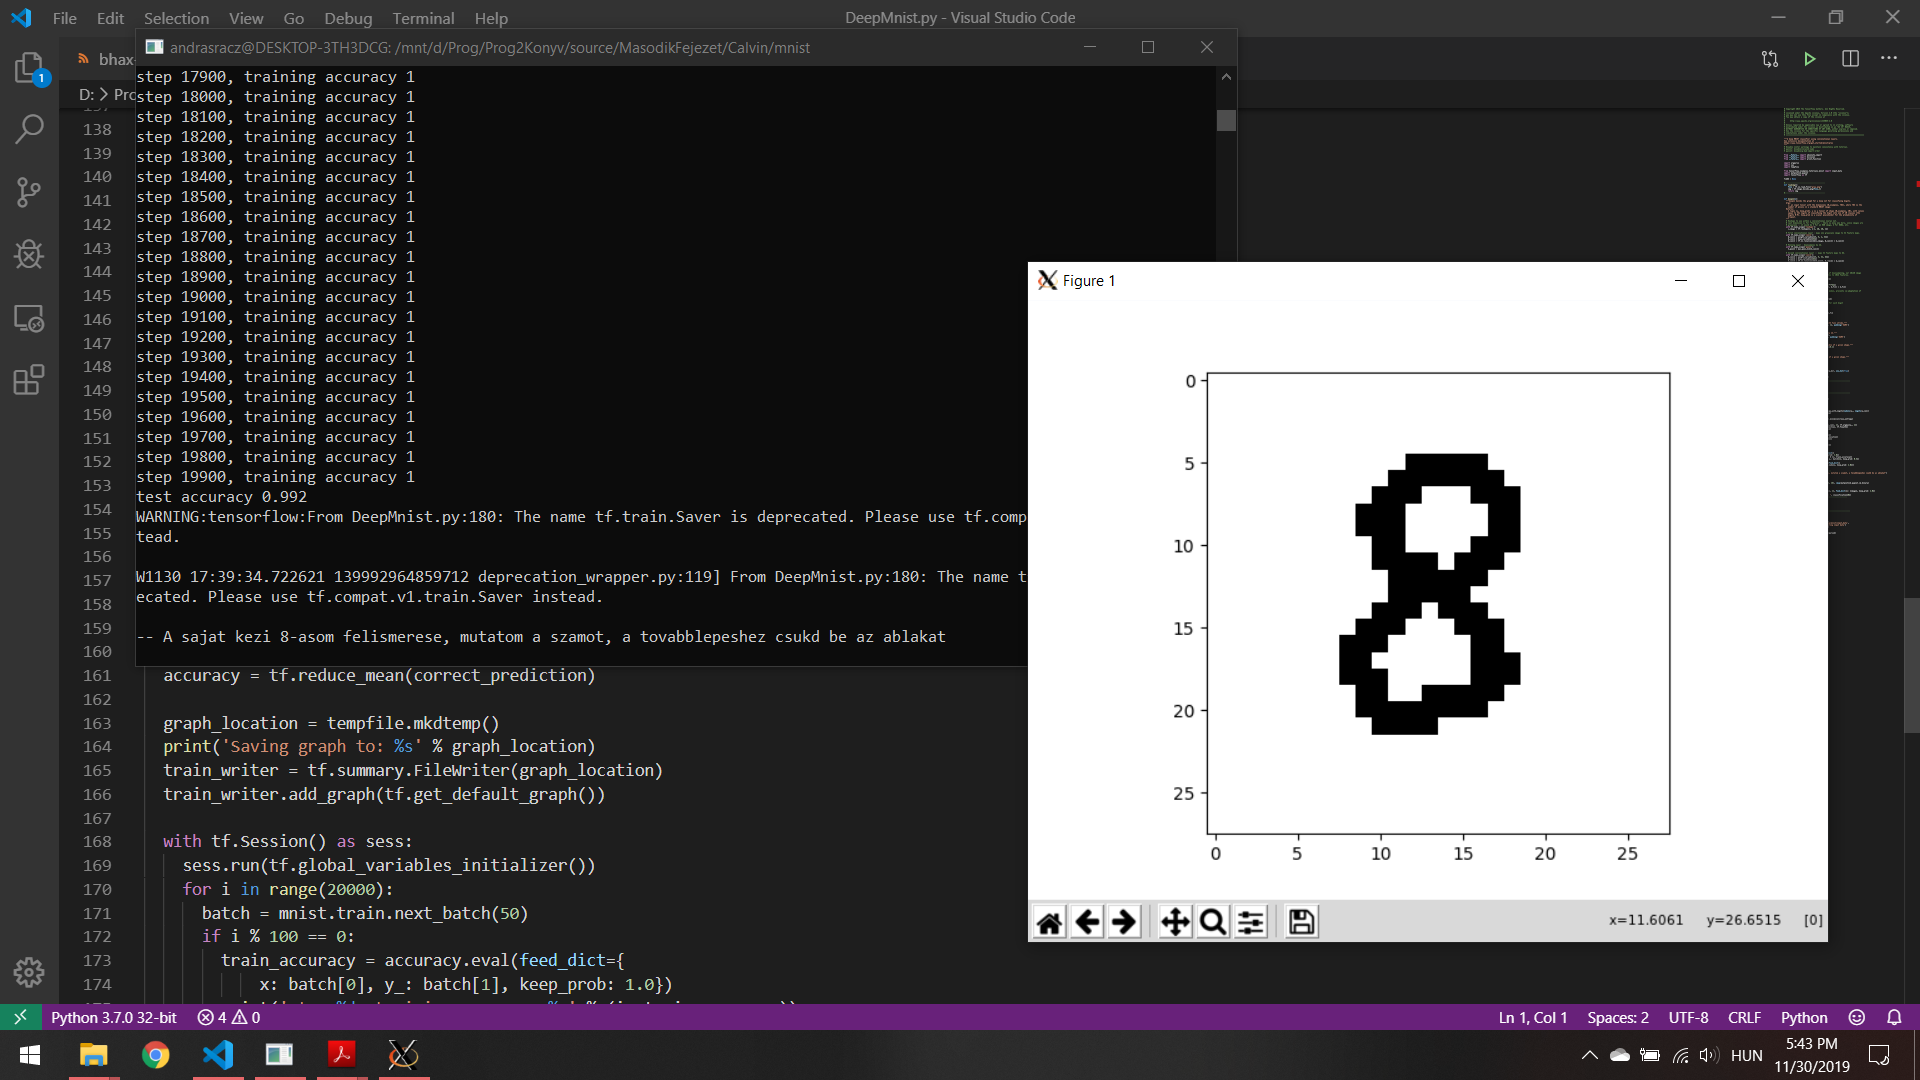 File Edit Selection View Go Debug Terminal Help
DeepMnist.py - Visual Studio Code
andrasracz@DESKTOP-3TH3DCG: /mnt/d/Prog/Prog2Konyv/source/MasodikFejezet/Calvin/mnist
bhax
D: > Pro
1
step 17900, training accuracy 1
step 18000, training accuracy 1
step 18100, training accuracy 1
step 18200, training accuracy 1
step 18300, training accuracy 1
step 18400, training accuracy 1
step 18500, training accuracy 1
step 18600, training accuracy 1
step 18700, training accuracy 1
step 18800, training accuracy 1
step 18900, training accuracy 1
step 19000, training accuracy 1
step 19100, training accuracy 1
step 19200, training accuracy 1
step 19300, training accuracy 1
step 19400, training accuracy 1
step 19500, training accuracy 1
step 19600, training accuracy 1
step 19700, training accuracy 1
step 19800, training accuracy 1
step 19900, training accuracy 1
test accuracy 0.992
WARNING:tensorflow:From DeepMnist.py:180: The name tf.train.Saver is deprecated. Please use tf.comp
tead.
W1130 17:39:34.722621 139992964859712 deprecation_wrapper.py:119] From DeepMnist.py:180: The name t
ecated. Please use tf.compat.v1.train.Saver instead.
-- A sajat kezi 8-asom felismerese, mutatom a szamot, a tovabblepeshez csukd be az ablakat
138
139
140
141
142
143
144
145
146
147
148
149
150
151
152
153
154
155
156
157
158
159
160
161 accuracy = tf.reduce_mean(correct_prediction)
162
163 graph_location = tempfile.mkdtemp()
164 print('Saving graph to: %s' % graph_location)
165 train_writer = tf.summary.FileWriter(graph_location)
166 train_writer.add_graph(tf.get_default_graph())
167
168 with tf.Session() as sess:
169 sess.run(tf.global_variables_initializer())
170 for i in range(20000):
171 batch = mnist.train.next_batch(50)
172 if i % 100 == 0:
173 train_accuracy = accuracy.eval(feed_dict={
174 x: batch[0], y_: batch[1], keep_prob: 1.0})
Figure 1
0
5
10
15
20
25
0 5 10 15 20 25
8
x=11.6061 y=26.6515 [0]
Python 3.7.0 32-bit 4 0
Ln 1, Col 1 Spaces: 2 UTF-8 CRLF Python
HUN
5:43 PM
11/30/2019